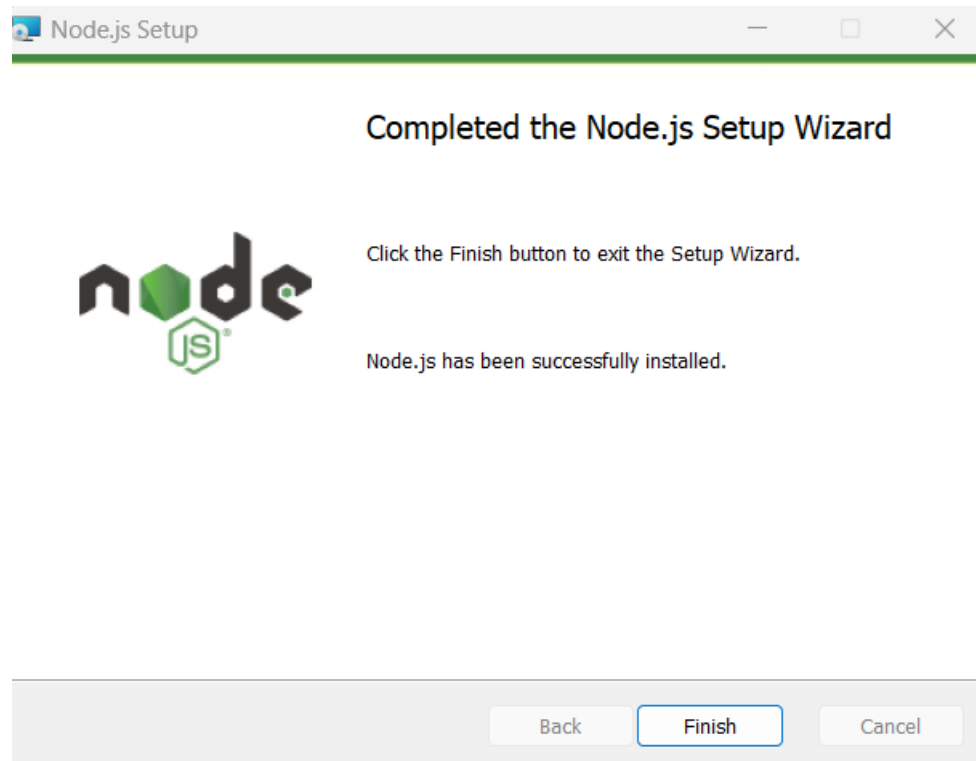 Node.js Setup
Completed the Node.js Setup Wizard
Click the Finish button to exit the Setup Wizard.
node
JS®
Node.js has been successfully installed.
Back
Finish
Cancel